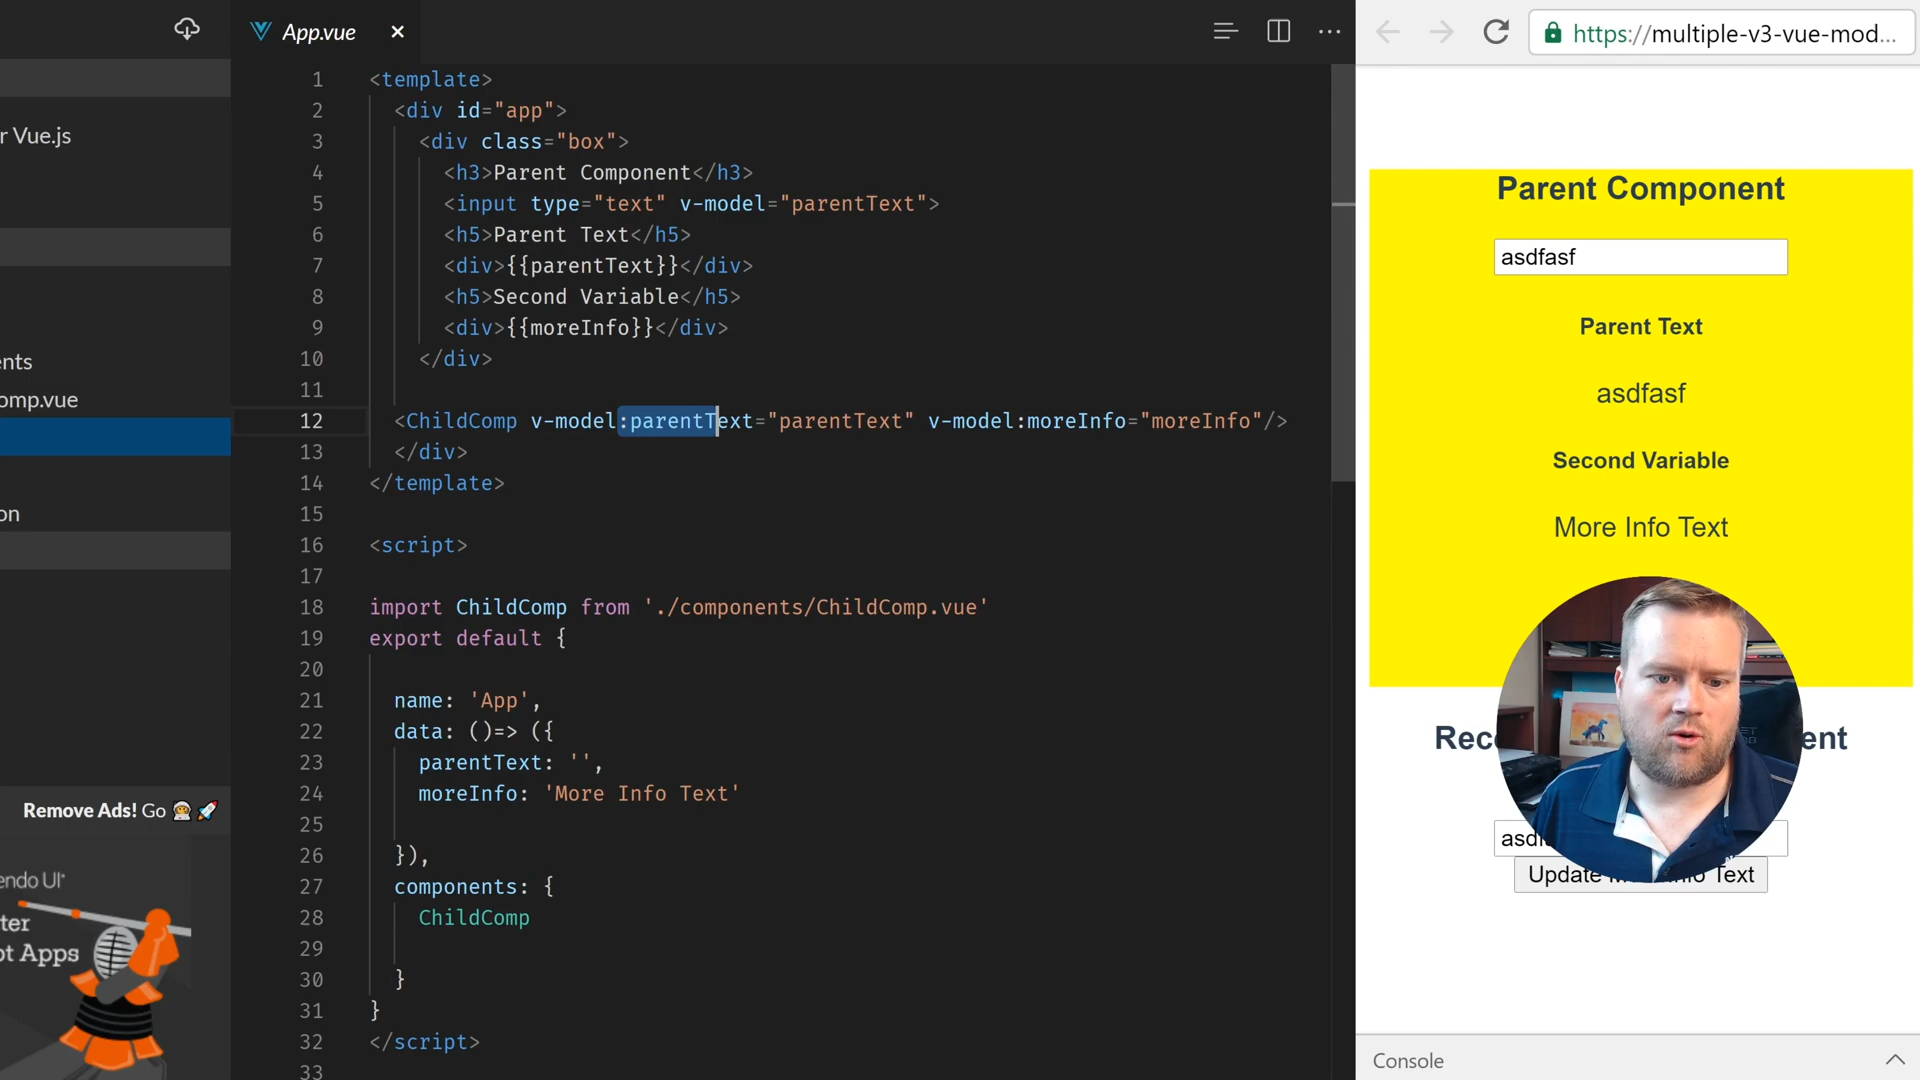 App.vue
https://multiple-v3-vue-mod...
r Vue.js
ents
omp.vue
on
Remove Ads! Go
endo UI
ter
ot Apps
1 <template>
2 <div id="app">
3 <div class="box">
4 <h3>Parent Component</h3>
5 <input type="text" v-model="parentText">
6 <h5>Parent Text</h5>
7 <div>{{parentText}}</div>
8 <h5>Second Variable</h5>
9 <div>{{moreInfo}}</div>
10 </div>
11
12 <ChildComp v-model:parentText="parentText" v-model:moreInfo="moreInfo"/>
13 </div>
14 </template>
15
16 <script>
17
18 import ChildComp from './components/ChildComp.vue'
19 export default {
20
21 name: 'App',
22 data: ()=> ({
23 parentText: '',
24 moreInfo: 'More Info Text'
25
26 }),
27 components: {
28 ChildComp
29
30 }
31 }
32 </script>
33
Parent Component
asdfasf
Parent Text
asdfasf
Second Variable
More Info Text
Rec ent
asd
Update Text
Console